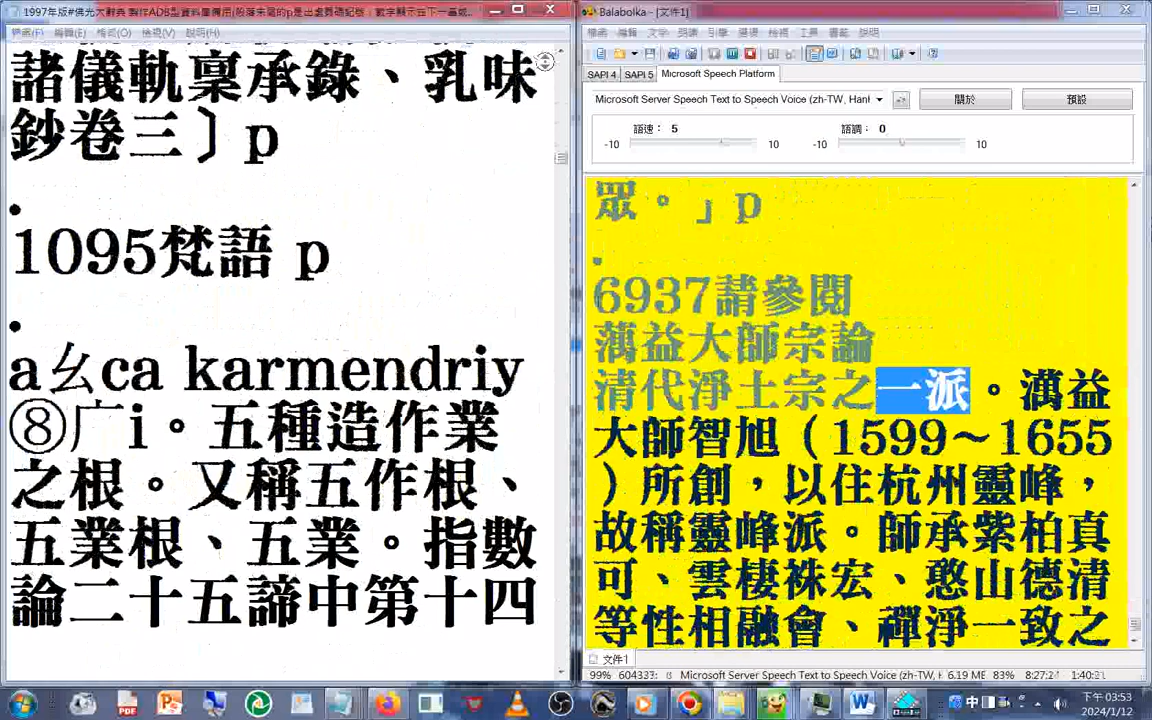 諸儀軌稟承錄、乳味
鈔卷三〕p
•
1095梵語 p
•
a幺ca karmendriy
⑧广i。五種造作業
之根。又稱五作根、
五業根、五業。指數
論二十五諦中第十四
Balabolka - [文件1]
SAPI 4
SAPI 5
Microsoft Speech Platform
Microsoft Server Speech Text to Speech Voice (zh-TW, Hanl
關於
預設
語速： 5
語調： 0
-10
10
-10
10
眾。」p
•
6937請參閱
蕅益大師宗論
清代淨土宗之一派。澫益
大師智旭（1599～1655
）所創，以住杭州靈峰，
故稱靈峰派。師承紫柏真
可、雲棲袾宏、憨山德清
等性相融會、禪淨一致之
文件1
99%
Microsoft Server Speech Text to Speech Voice (zh-TW, H
6.19 ME
83%
8:27:24
1:40:21
中
下午 03:53
2024/1/12